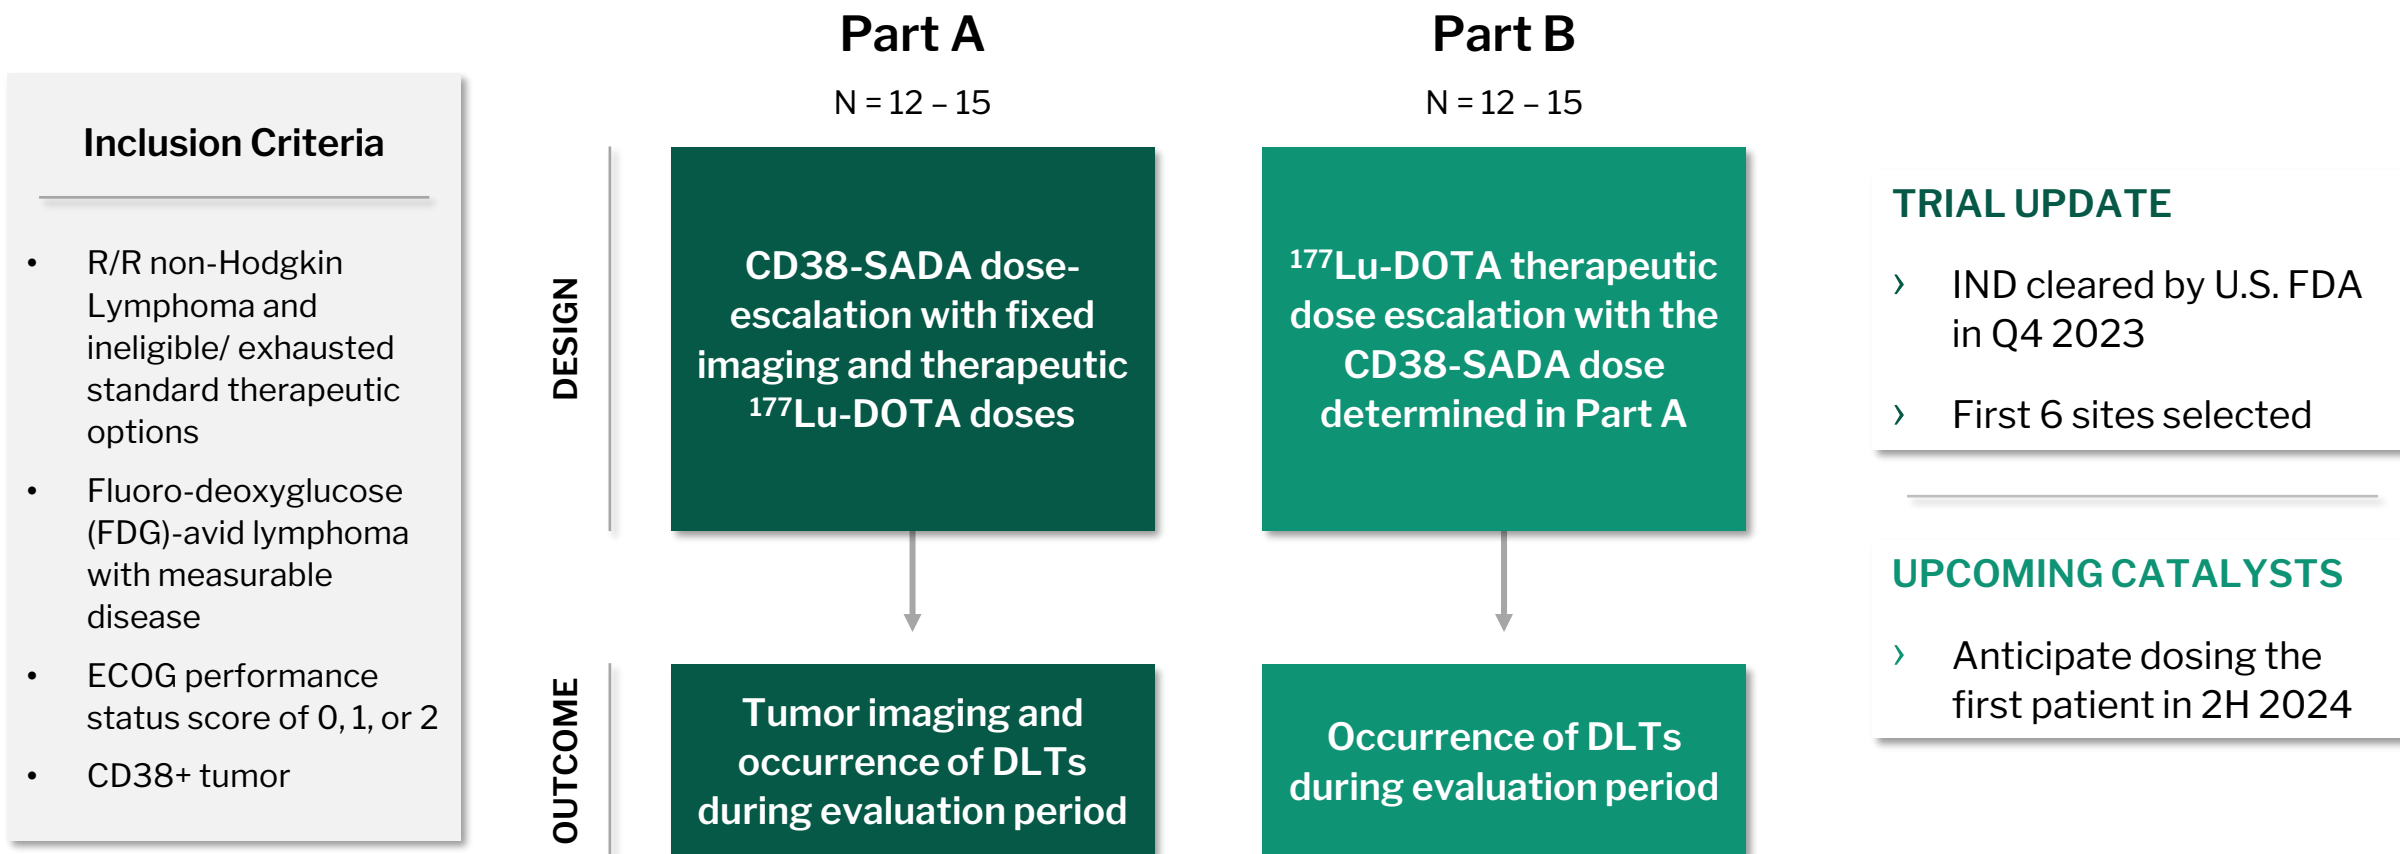 Inclusion Criteria
• R/R non-Hodgkin
Lymphoma and
ineligible/ exhausted
standard therapeutic
options
• Fluoro-deoxyglucose
(FDG)-avid lymphoma
with measurable
disease
• ECOG performance
status score of 0, 1, or 2
• CD38+ tumor
Part A
N = 12 – 15
Part B
N = 12 – 15
DESIGN
CD38-SADA dose-
escalation with fixed
imaging and therapeutic
¹⁷⁷Lu-DOTA doses
¹⁷⁷Lu-DOTA therapeutic
dose escalation with the
CD38-SADA dose
determined in Part A
OUTCOME
Tumor imaging and
occurrence of DLTs
during evaluation period
Occurrence of DLTs
during evaluation period
TRIAL UPDATE
› IND cleared by U.S. FDA
in Q4 2023
› First 6 sites selected
UPCOMING CATALYSTS
› Anticipate dosing the
first patient in 2H 2024